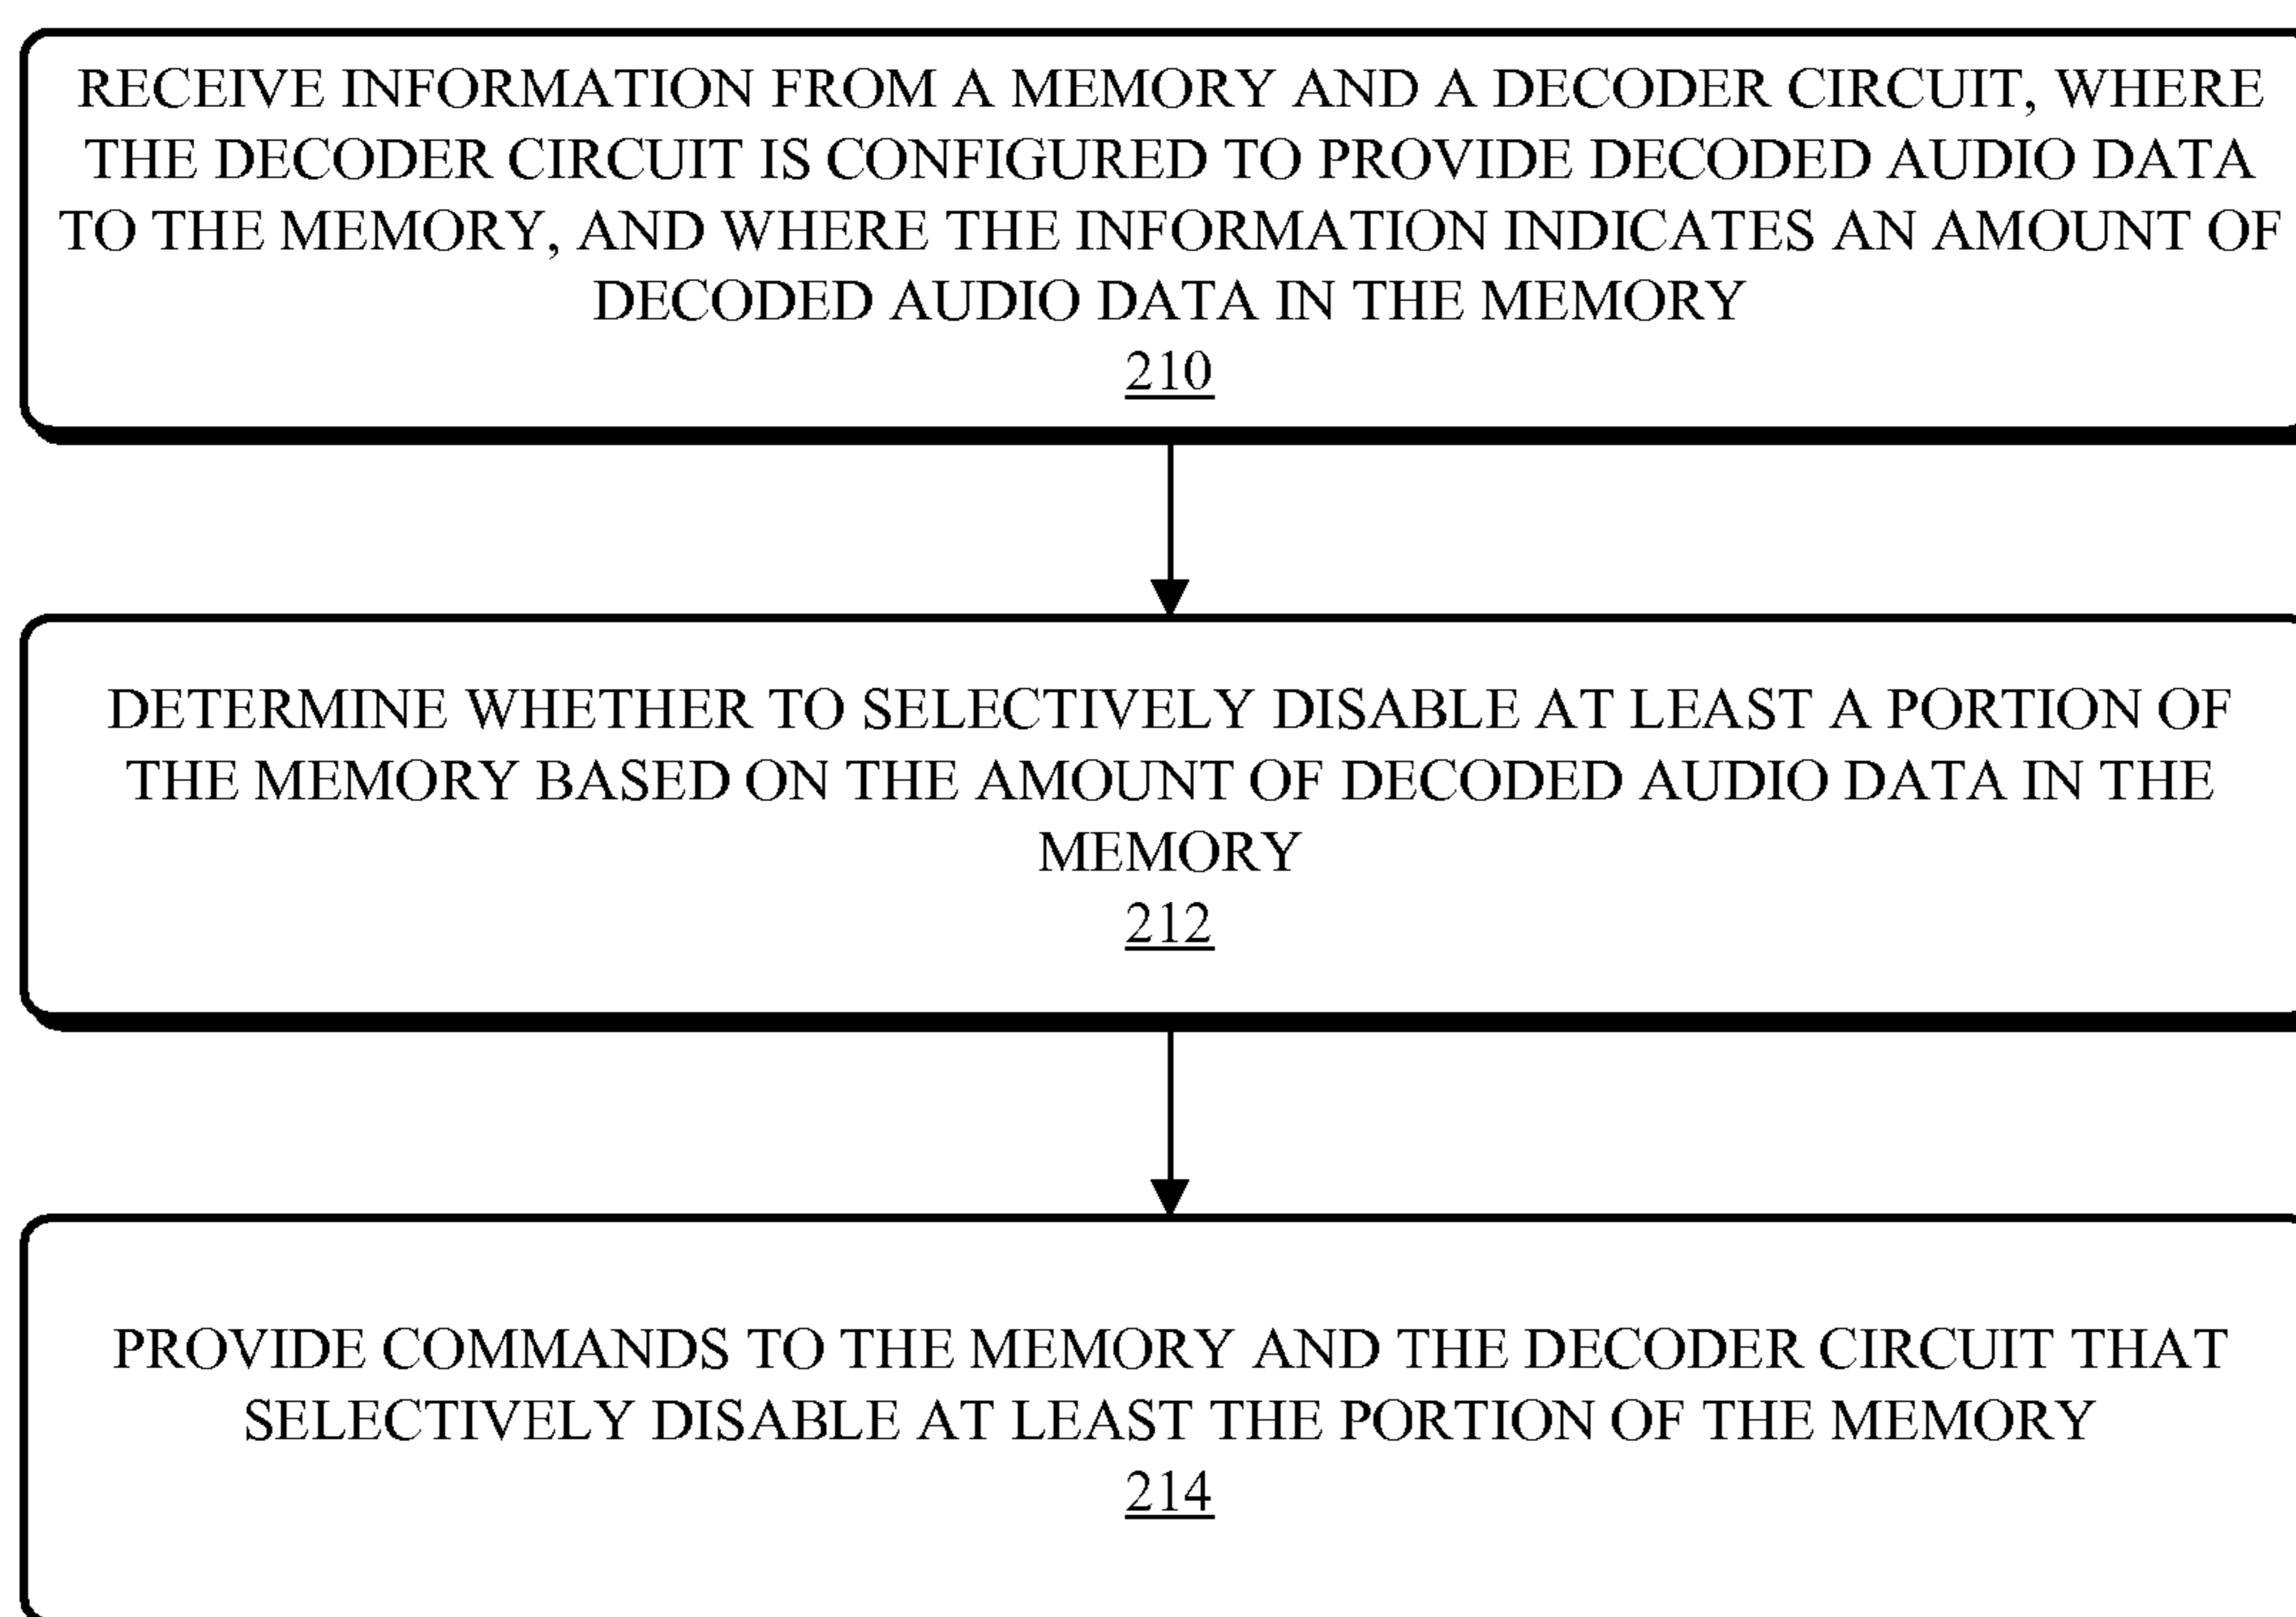 RECEIVE INFORMATION FROM A MEMORY AND A DECODER CIRCUIT, WHERE
THE DECODER CIRCUIT IS CONFIGURED TO PROVIDE DECODED AUDIO DATA
TO THE MEMORY, AND WHERE THE INFORMATION INDICATES AN AMOUNT OF
DECODED AUDIO DATA IN THE MEMORY
210
DETERMINE WHETHER TO SELECTIVELY DISABLE AT LEAST A PORTION OF
THE MEMORY BASED ON THE AMOUNT OF DECODED AUDIO DATA IN THE
MEMORY
212
PROVIDE COMMANDS TO THE MEMORY AND THE DECODER CIRCUIT THAT
SELECTIVELY DISABLE AT LEAST THE PORTION OF THE MEMORY
214